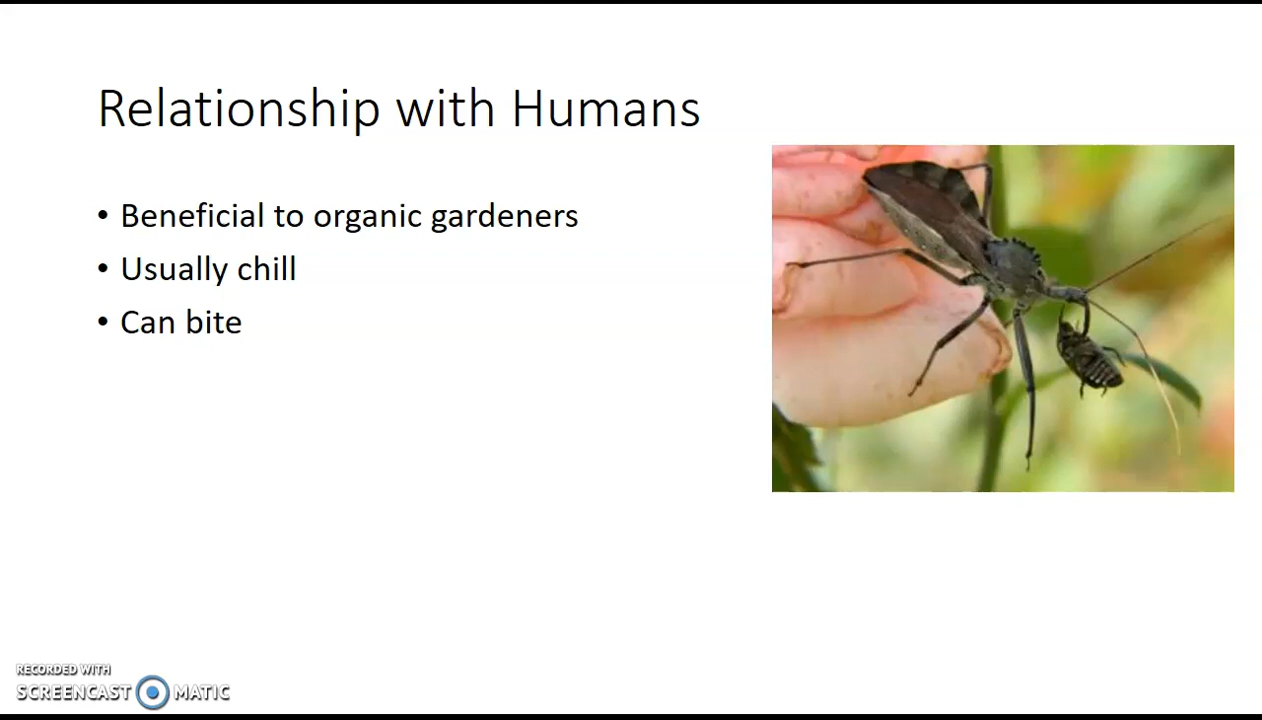 Relationship with Humans
• Beneficial to organic gardeners
• Usually chill
• Can bite
RECORDED WITH
SCREENCAST MATIC